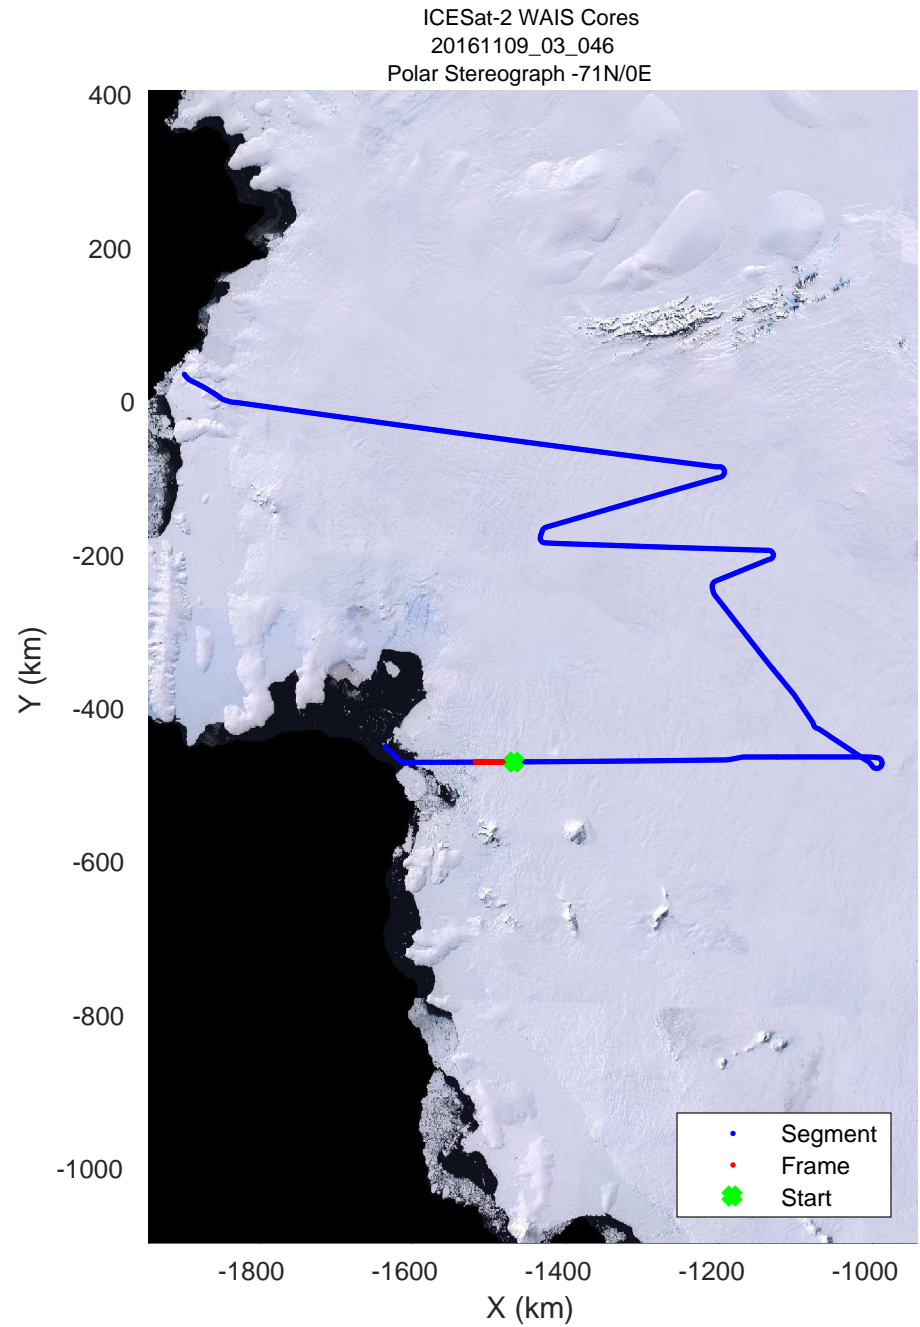 ICESat-2 WAIS Cores
20161109_03_046
Polar Stereograph -71N/0E
400
200
0
-200
-400
-600
-800
-1000
Y (km)
-1800
-1600
-1400
-1200
-1000
X (km)
Segment
Frame
Start